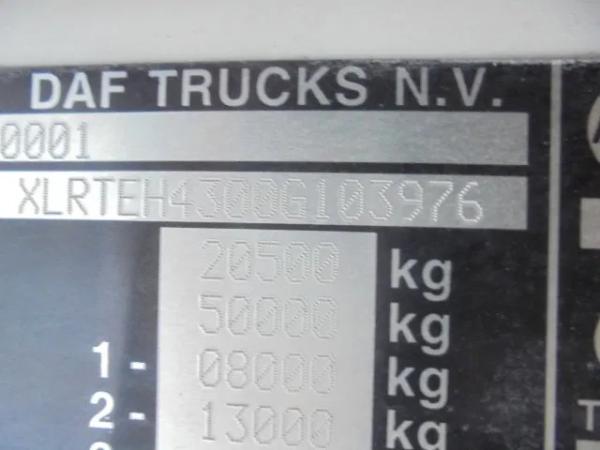 DAF TRUCKS N.V.
0001
XLRTEH4300G103976
20500 kg
50000 kg
1 - 08000 kg
2 - 13000 kg